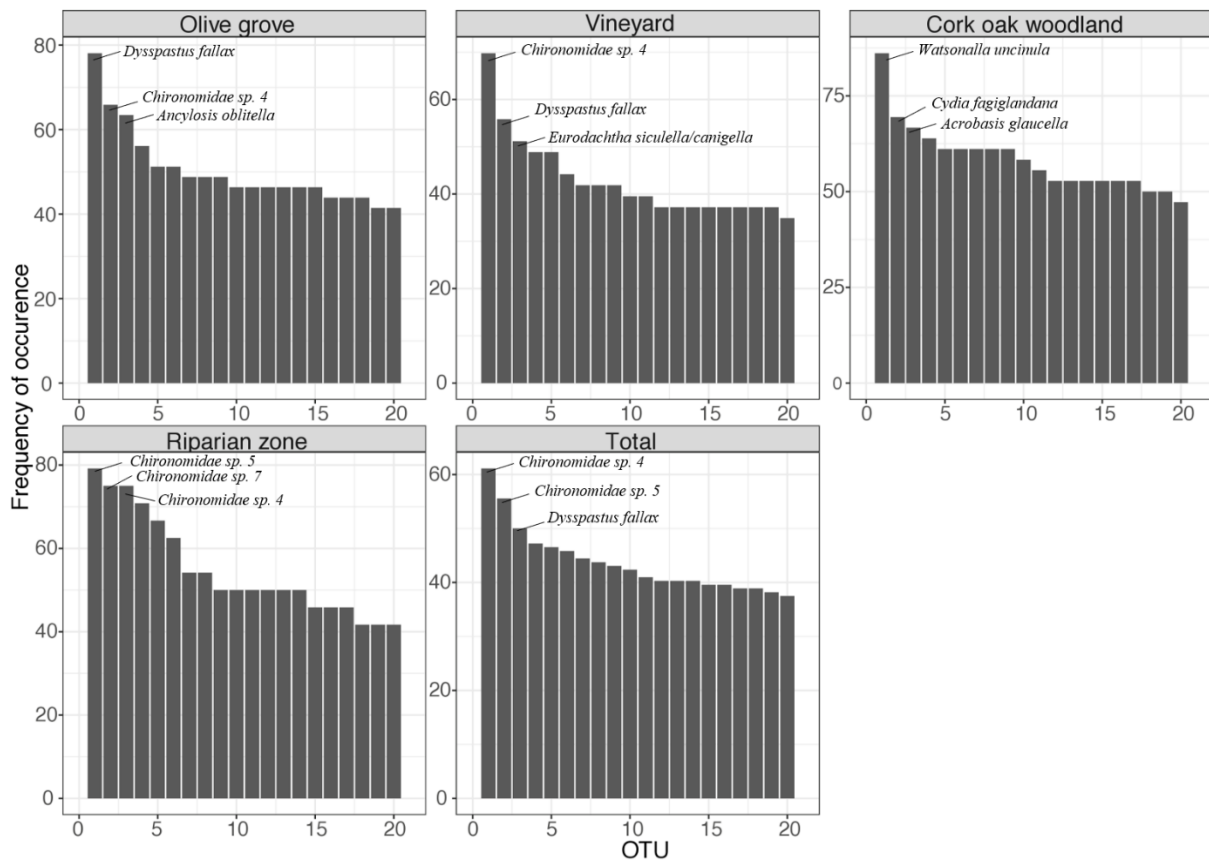 Olive grove
Vineyard
Cork oak woodland
80
60
40
20
0
Dysspastus fallax
Chironomidae sp. 4
Ancylosis oblitella
0 5 10 15 20
60
40
20
0
Chironomidae sp. 4
Dysspastus fallax
Eurodachtha siculella/canigella
0 5 10 15 20
75
50
25
0
Watsonalla uncinula
Cydia fagiglandana
Acrobasis glaucella
0 5 10 15 20
Frequency of occurence
Riparian zone
Total
80
60
40
20
0
Chironomidae sp. 5
Chironomidae sp. 7
Chironomidae sp. 4
0 5 10 15 20
60
40
20
0
Chironomidae sp. 4
Chironomidae sp. 5
Dysspastus fallax
0 5 10 15 20
OTU